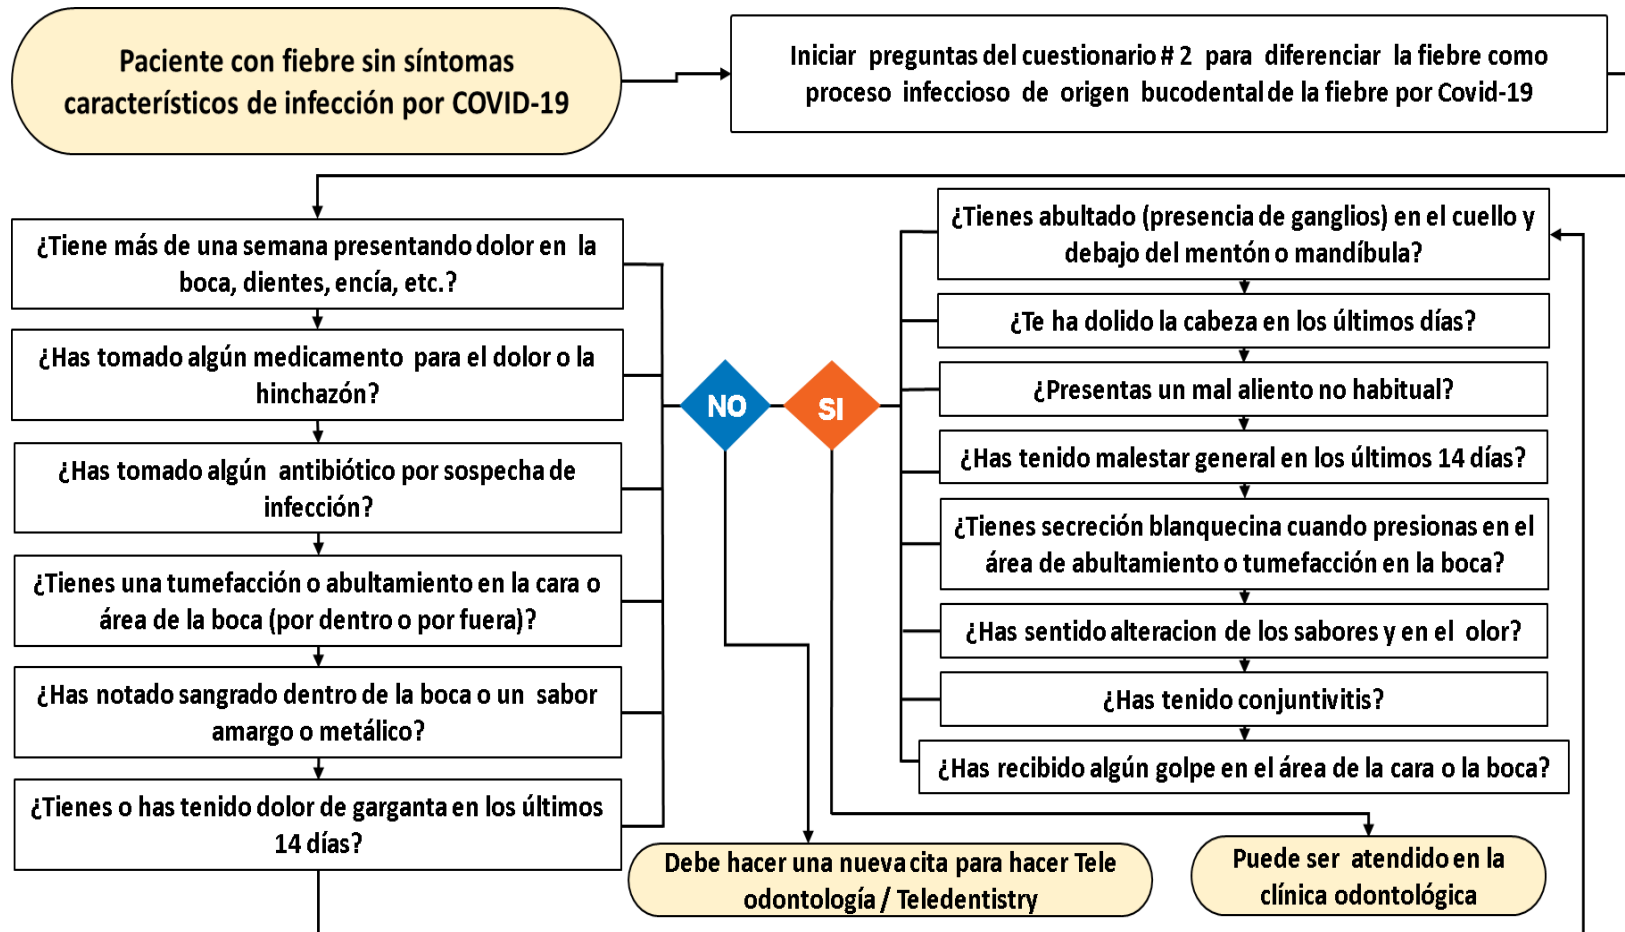 Paciente con fiebre sin síntomas
característicos de infección por COVID-19
Iniciar preguntas del cuestionario # 2 para diferenciar la fiebre como
proceso infeccioso de origen bucodental de la fiebre por Covid-19
¿Tiene más de una semana presentando dolor en la
boca, dientes, encía, etc.?
¿Has tomado algún medicamento para el dolor o la
hinchazón?
¿Has tomado algún antibiótico por sospecha de
infección?
¿Tienes una tumefacción o abultamiento en la cara o
área de la boca (por dentro o por fuera)?
¿Has notado sangrado dentro de la boca o un sabor
amargo o metálico?
¿Tienes o has tenido dolor de garganta en los últimos
14 días?
NO
SI
¿Tienes abultado (presencia de ganglios) en el cuello y
debajo del mentón o mandíbula?
¿Te ha dolido la cabeza en los últimos días?
¿Presentas un mal aliento no habitual?
¿Has tenido malestar general en los últimos 14 días?
¿Tienes secreción blanquecina cuando presionas en el
área de abultamiento o tumefacción en la boca?
¿Has sentido alteracion de los sabores y en el olor?
¿Has tenido conjuntivitis?
¿Has recibido algún golpe en el área de la cara o la boca?
Debe hacer una nueva cita para hacer Tele
odontología / Teledentistry
Puede ser atendido en la
clínica odontológica